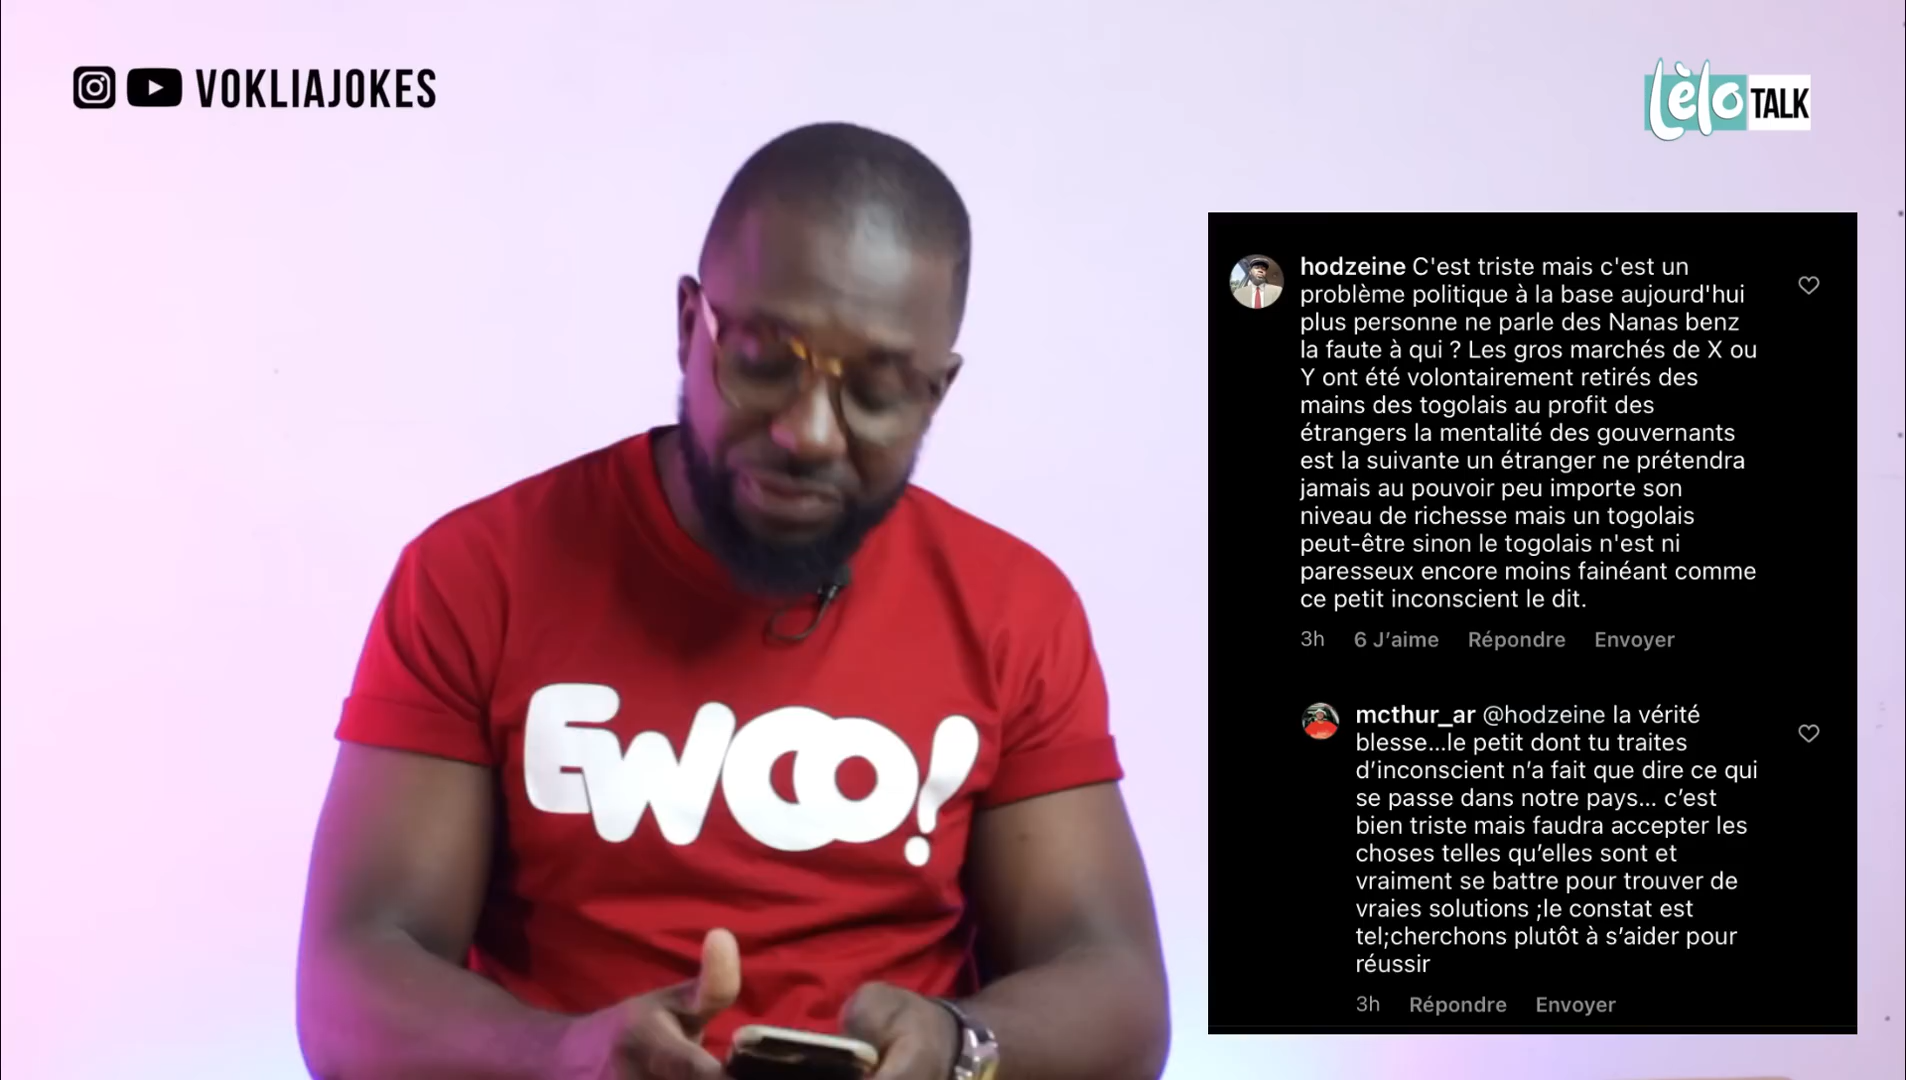 VOKLIAJOKES
Lèlo TALK
hodzeine C'est triste mais c'est un
problème politique à la base aujourd'hui
plus personne ne parle des Nanas benz
la faute à qui ? Les gros marchés de X ou
Y ont été volontairement retirés des
mains des togolais au profit des
étrangers la mentalité des gouvernants
est la suivante un étranger ne prétendra
jamais au pouvoir peu importe son
niveau de richesse mais un togolais
peut-être sinon le togolais n'est ni
paresseux encore moins fainéant comme
ce petit inconscient le dit.
3h 6 J’aime Répondre Envoyer
mcthur_ar @hodzeine la vérité
blesse...le petit dont tu traites
d’inconscient n’a fait que dire ce qui
se passe dans notre pays... c’est
bien triste mais faudra accepter les
choses telles qu’elles sont et
vraiment se battre pour trouver de
vraies solutions ;le constat est
tel;cherchons plutôt à s’aider pour
réussir
3h Répondre Envoyer
EWOO!